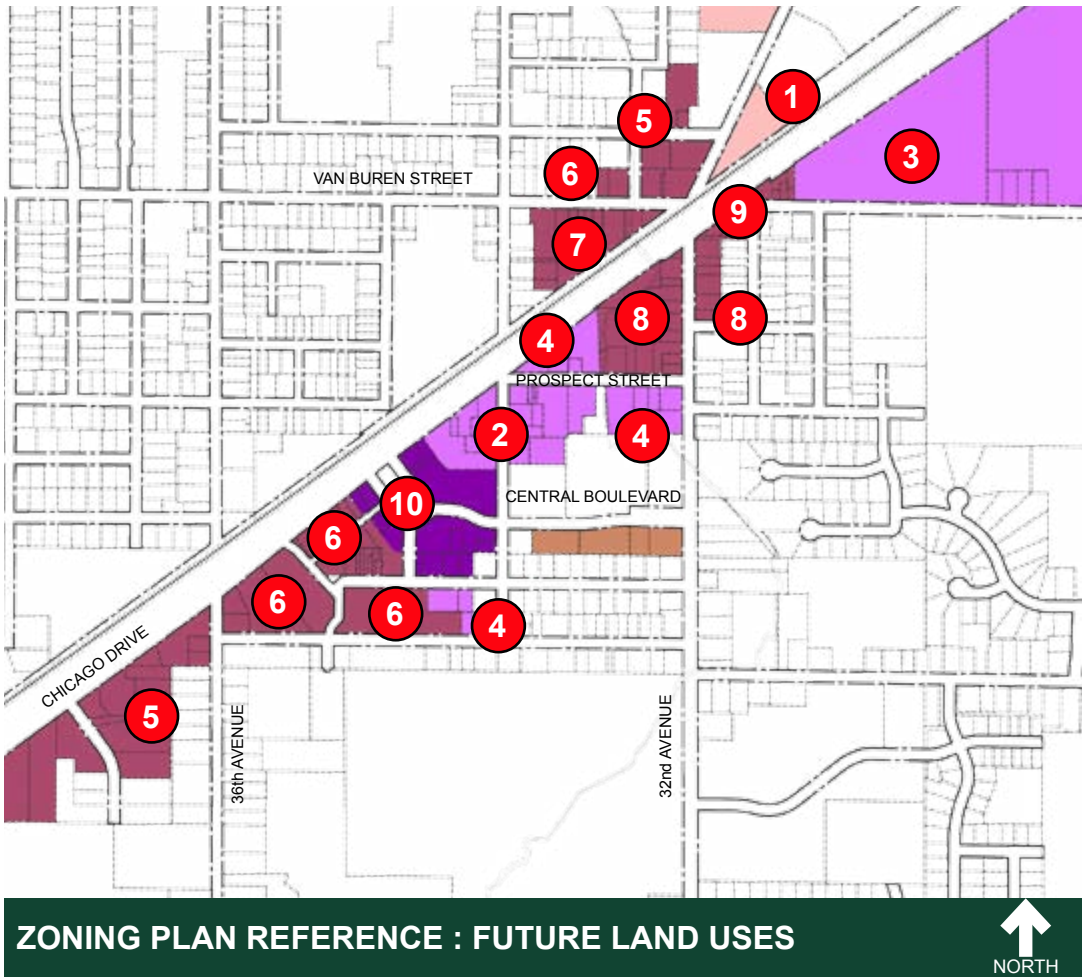 1
5
3
6
VAN BUREN STREET
9
7
8
8
4
PROSPECT STREET
2
4
10
CENTRAL BOULEVARD
6
6
6
4
CHICAGO DRIVE
5
36th AVENUE
32nd AVENUE
ZONING PLAN REFERENCE : FUTURE LAND USES
NORTH